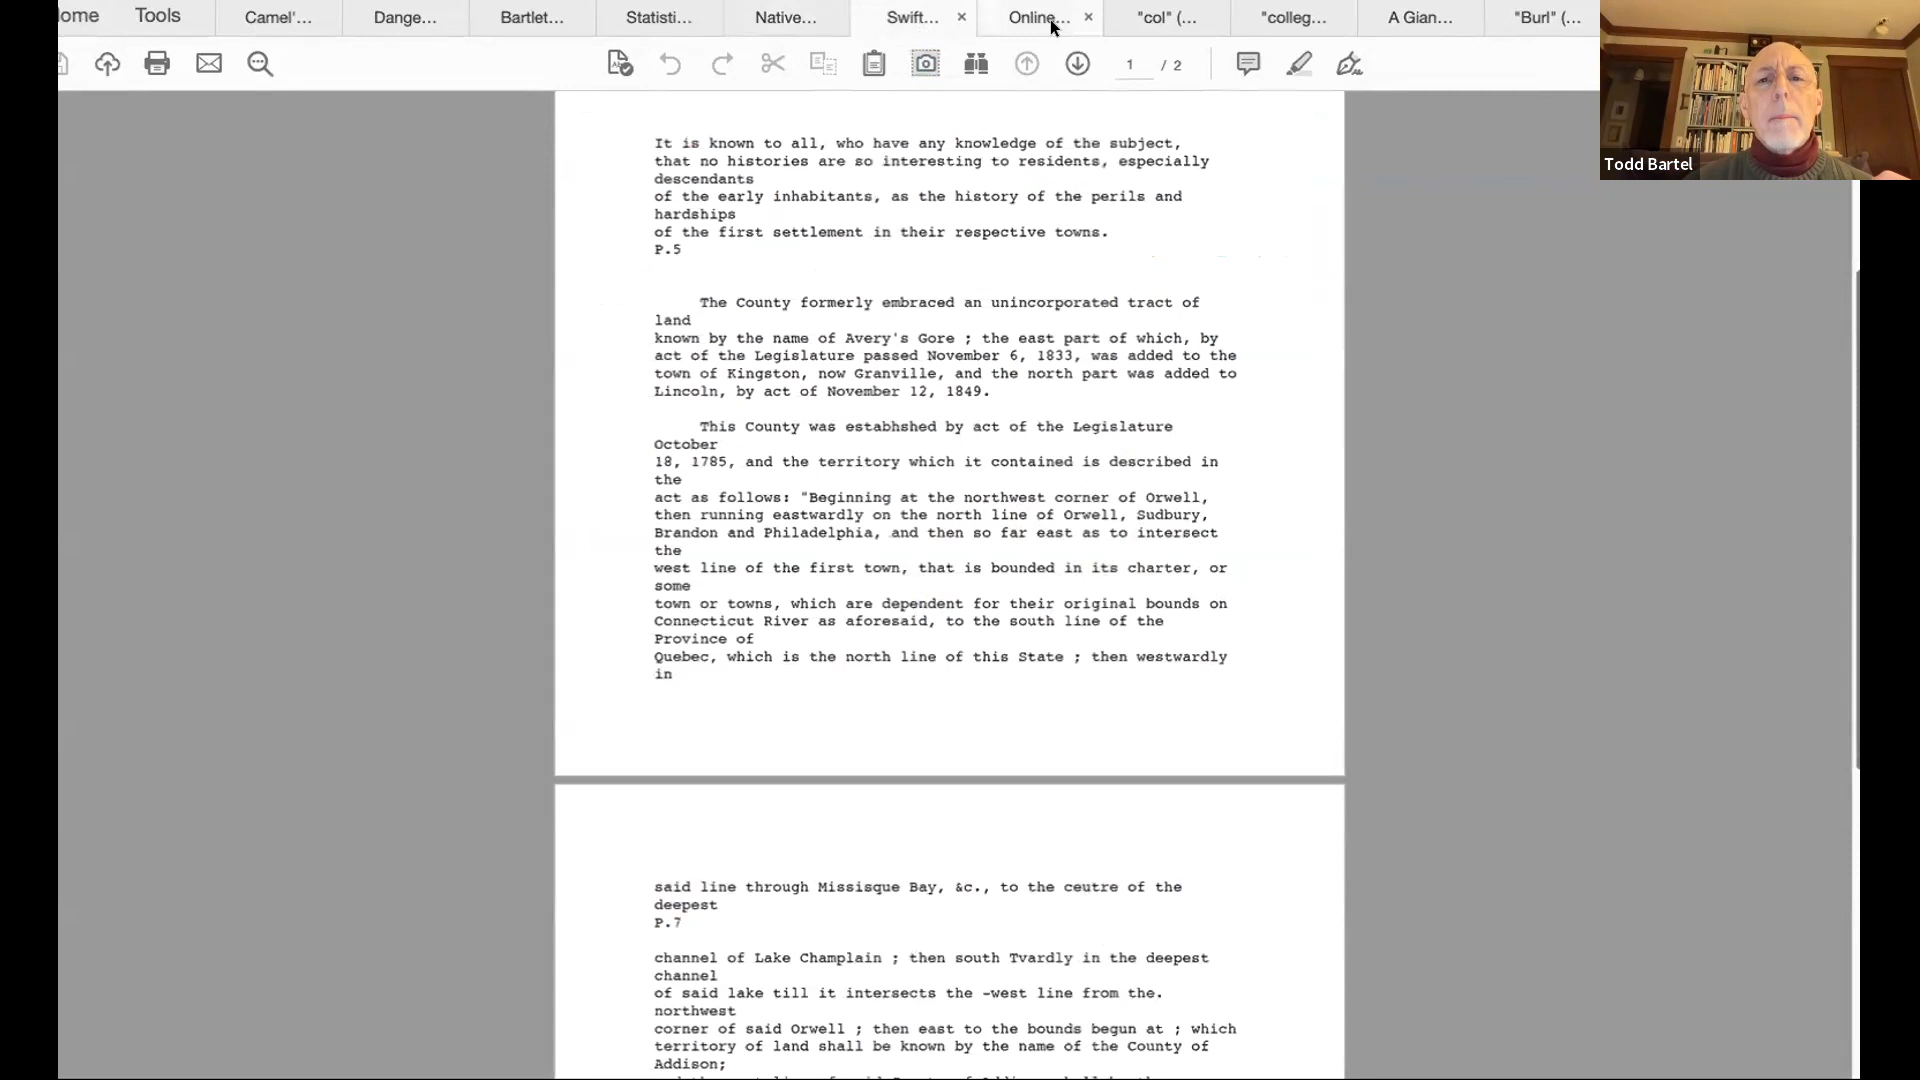 ome
Tools
Camel'...
Dange...
Bartlet...
Statisti...
Native...
Swift...
Online...
"col" (...
"colleg...
A Gian...
"Burl" (...
1 / 2
Todd Bartel
It is known to all, who have any knowledge of the subject,
that no histories are so interesting to residents, especially
descendants
of the early inhabitants, as the history of the perils and
hardships
of the first settlement in their respective towns.
P.5
The County formerly embraced an unincorporated tract of
land
known by the name of Avery's Gore ; the east part of which, by
act of the Legislature passed November 6, 1833, was added to the
town of Kingston, now Granville, and the north part was added to
Lincoln, by act of November 12, 1849.
This County was estabhshed by act of the Legislature
October
18, 1785, and the territory which it contained is described in
the
act as follows: "Beginning at the northwest corner of Orwell,
then running eastwardly on the north line of Orwell, Sudbury,
Brandon and Philadelphia, and then so far east as to intersect
the
west line of the first town, that is bounded in its charter, or
some
town or towns, which are dependent for their original bounds on
Connecticut River as aforesaid, to the south line of the
Province of
Quebec, which is the north line of this State ; then westwardly
in
said line through Missisque Bay, &c., to the ceutre of the
deepest
P.7
channel of Lake Champlain ; then south Tvardly in the deepest
channel
of said lake till it intersects the -west line from the.
northwest
corner of said Orwell ; then east to the bounds begun at ; which
territory of land shall be known by the name of the County of
Addison;